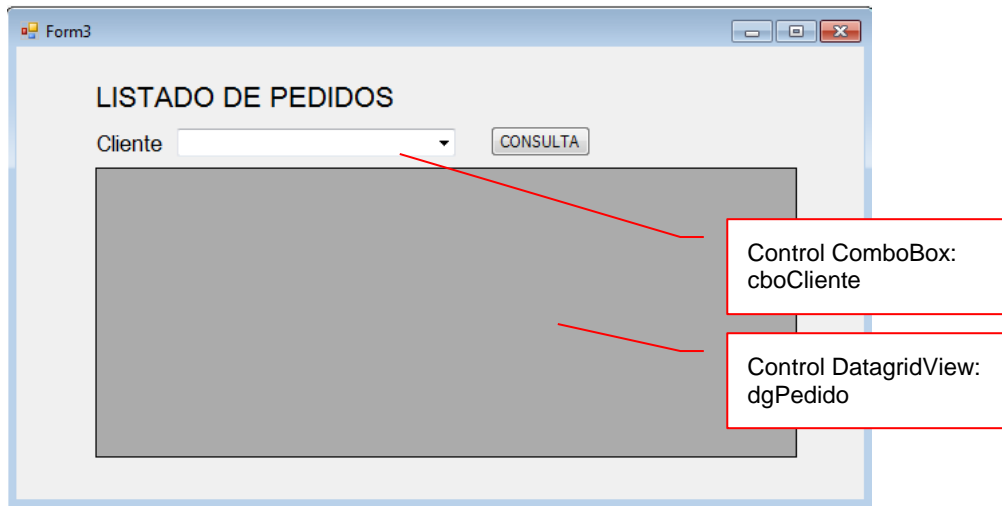 Form3
LISTADO DE PEDIDOS
Cliente
CONSULTA
Control ComboBox:
cboCliente
Control DatagridView:
dgPedido